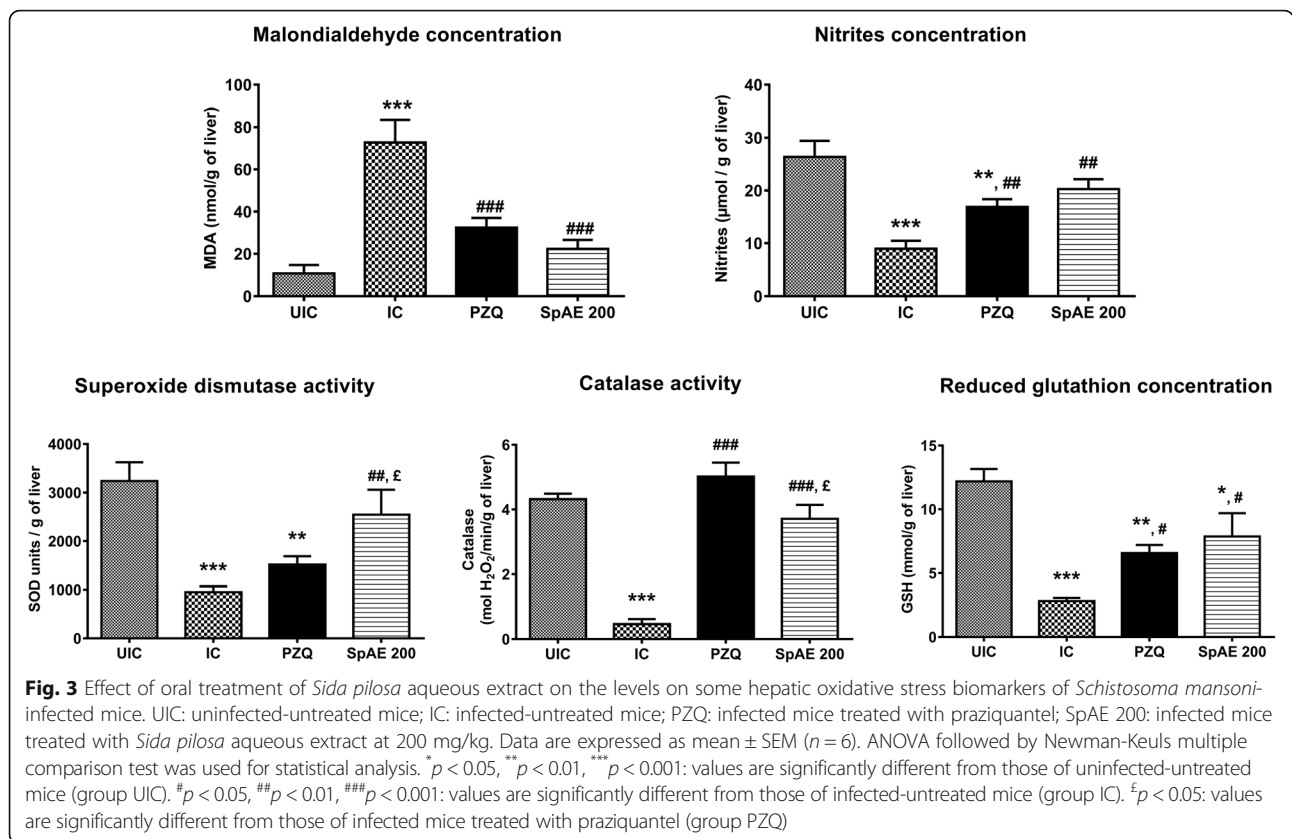 Malondialdehyde concentration
MDA (nmol/g of liver)
100
80
60
40
20
0
***
###
###
UIC IC PZQ SpAE 200
Nitrites concentration
Nitrites (µmol / g of liver)
40
30
20
10
0
***
**, ##
##
UIC IC PZQ SpAE 200
Superoxide dismutase activity
SOD units / g of liver
4000
3000
2000
1000
0
***
**
##, £
UIC IC PZQ SpAE 200
Catalase activity
Catalase
(mol H₂O₂/min/g of liver)
6
4
2
0
***
###
###, £
UIC IC PZQ SpAE 200
Reduced glutathion concentration
GSH (mmol/g of liver)
15
10
5
0
***
**, #
*, #
UIC IC PZQ SpAE 200
Fig. 3 Effect of oral treatment of Sida pilosa aqueous extract on the levels on some hepatic oxidative stress biomarkers of Schistosoma mansoni-
infected mice. UIC: uninfected-untreated mice; IC: infected-untreated mice; PZQ: infected mice treated with praziquantel; SpAE 200: infected mice
treated with Sida pilosa aqueous extract at 200 mg/kg. Data are expressed as mean ± SEM (n = 6). ANOVA followed by Newman-Keuls multiple
comparison test was used for statistical analysis. *p < 0.05, **p < 0.01, ***p < 0.001: values are significantly different from those of uninfected-untreated
mice (group UIC). #p < 0.05, ##p < 0.01, ###p < 0.001: values are significantly different from those of infected-untreated mice (group IC). £p < 0.05: values
are significantly different from those of infected mice treated with praziquantel (group PZQ)